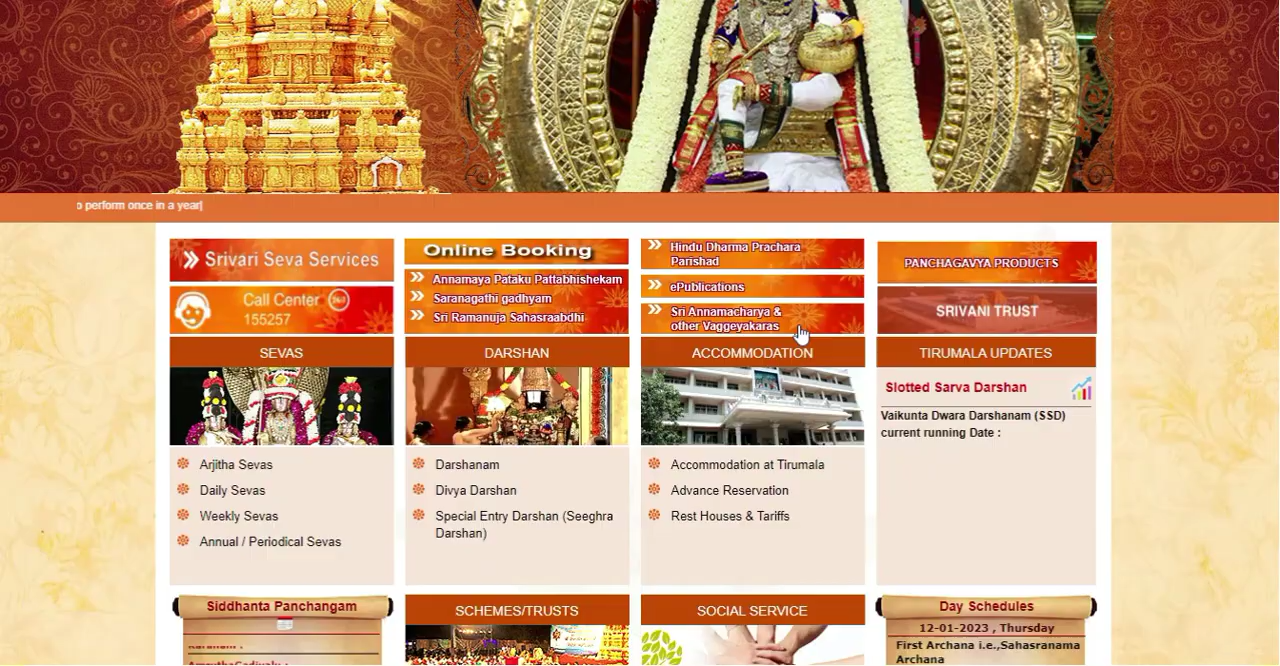 o perform once in a year|
Srivari Seva Services
Call Center
155257
Online Booking
Annamaya Pataku Pattabhishekam
Saranagathi gadhyam
Sri Ramanuja Sahasraabdhi
Hindu Dharma Prachara
Parishad
ePublications
Sri Annamacharya &
other Vaggeyakaras
PANCHAGAVYA PRODUCTS
SRIVANI TRUST
SEVAS
Arjitha Sevas
Daily Sevas
Weekly Sevas
Annual / Periodical Sevas
DARSHAN
Darshanam
Divya Darshan
Special Entry Darshan (Seeghra
Darshan)
ACCOMMODATION
Accommodation at Tirumala
Advance Reservation
Rest Houses & Tariffs
TIRUMALA UPDATES
Slotted Sarva Darshan
Vaikunta Dwara Darshanam (SSD)
current running Date :
Siddhanta Panchangam
AmruthaGadiyalu :
SCHEMES/TRUSTS
SOCIAL SERVICE
Day Schedules
12-01-2023 , Thursday
First Archana i.e.,Sahasranama
Archana